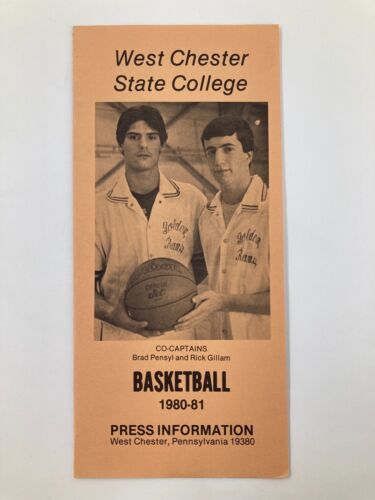 West Chester
State College
Golden
Rams
Golden
Rams
OFFICIAL
CO-CAPTAINS
Brad Pensyl and Rick Gillam
BASKETBALL
1980-81
PRESS INFORMATION
West Chester, Pennsylvania 19380